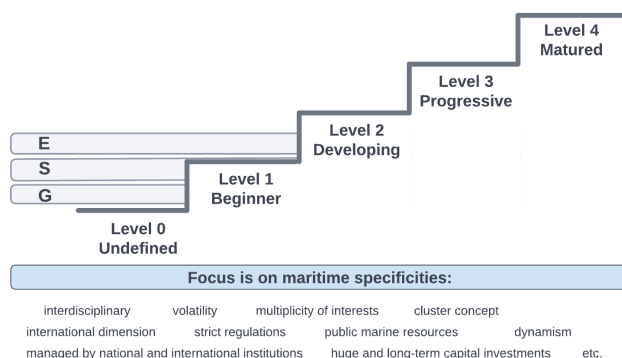 Level 4
Matured
Level 3
Progressive
Level 2
Developing
E
S
G
Level 1
Beginner
Level 0
Undefined
Focus is on maritime specificities:
interdisciplinary volatility multiplicity of interests cluster concept
international dimension strict regulations public marine resources dynamism
managed by national and international institutions huge and long-term capital investments etc.